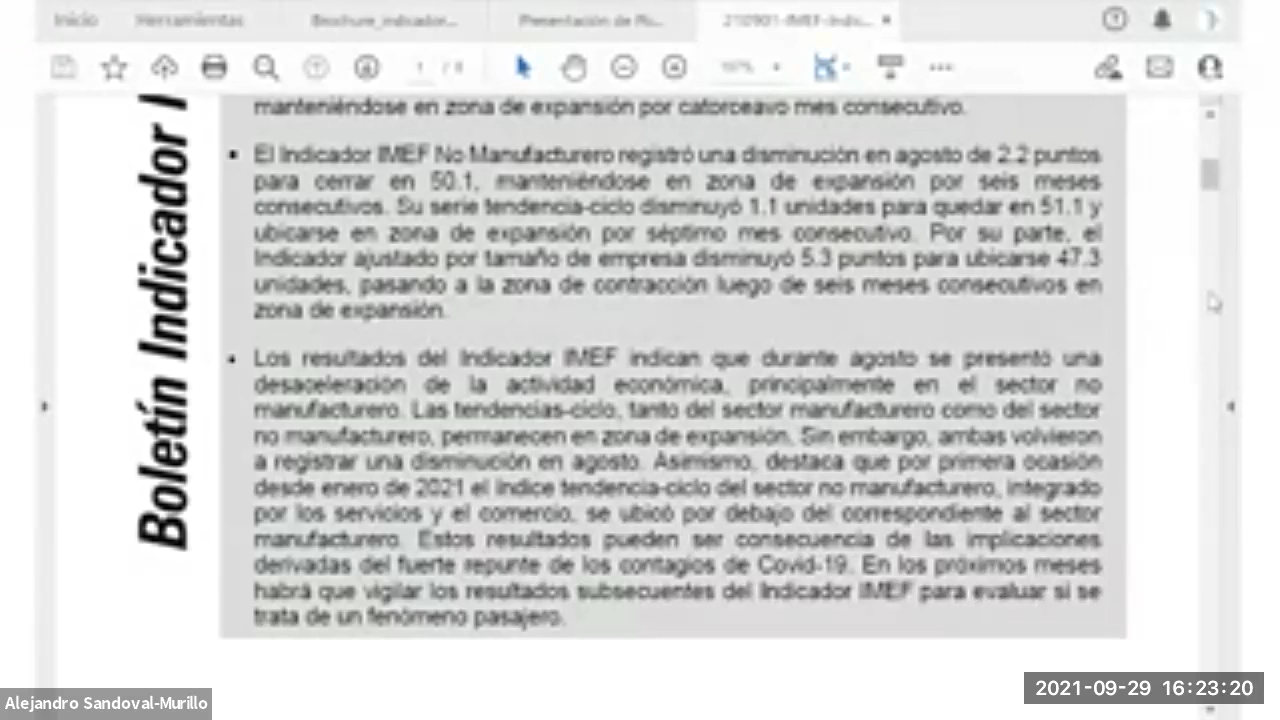 Inicio Herramientas Brochure_indicador... Presentación de 210901-IMEF-Indic...
1 / 8
manteniéndose en zona de expansión por catorceavo mes consecutivo.
Boletín Indicador I
• El Indicador IMEF No Manufacturero registró una disminución en agosto de 2.2 puntos
para cerrar en 50.1, manteniéndose en zona de expansión por seis meses
consecutivos. Su serie tendencia-ciclo disminuyó 1.1 unidades para quedar en 51.1 y
ubicarse en zona de expansión por séptimo mes consecutivo. Por su parte, el
Indicador ajustado por tamaño de empresa disminuyó 5.3 puntos para ubicarse 47.3
unidades, pasando a la zona de contracción luego de seis meses consecutivos en
zona de expansión.
• Los resultados del Indicador IMEF indican que durante agosto se presentó una
desaceleración de la actividad económica, principalmente en el sector no
manufacturero. Las tendencias-ciclo, tanto del sector manufacturero como del sector
no manufacturero, permanecen en zona de expansión. Sin embargo, ambas volvieron
a registrar una disminución en agosto. Asimismo, destaca que por primera ocasión
desde enero de 2021 el índice tendencia-ciclo del sector no manufacturero, integrado
por los servicios y el comercio, se ubicó por debajo del correspondiente al sector
manufacturero. Estos resultados pueden ser consecuencia de las implicaciones
derivadas del fuerte repunte de los contagios de Covid-19. En los próximos meses
habrá que vigilar los resultados subsecuentes del Indicador IMEF para evaluar si se
trata de un fenómeno pasajero.
Alejandro Sandoval-Murillo
2021-09-29 16:23:20